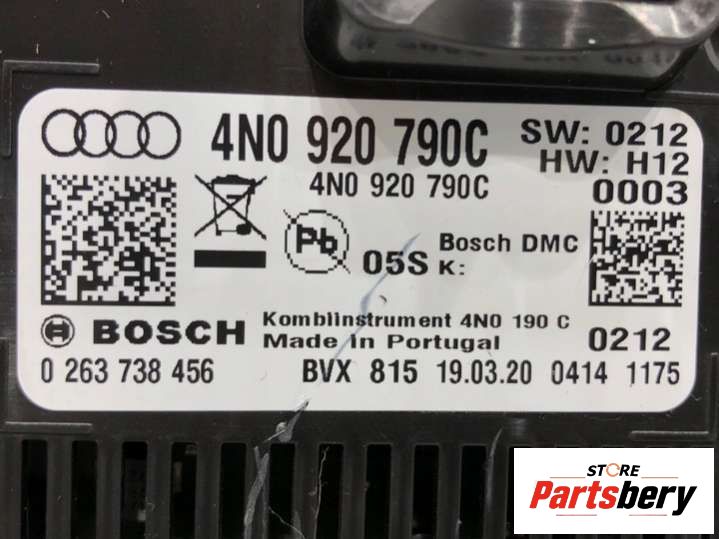 4N0 920 790C
SW: 0212
HW: H12
4N0 920 790C
0003
Pb
05S
Bosch DMC
K:
BOSCH
Kombiinstrument 4N0 190 C
Made In Portugal
0212
0 263 738 456
BVX 815 19.03.20 0414 1175
STORE
Partsbery